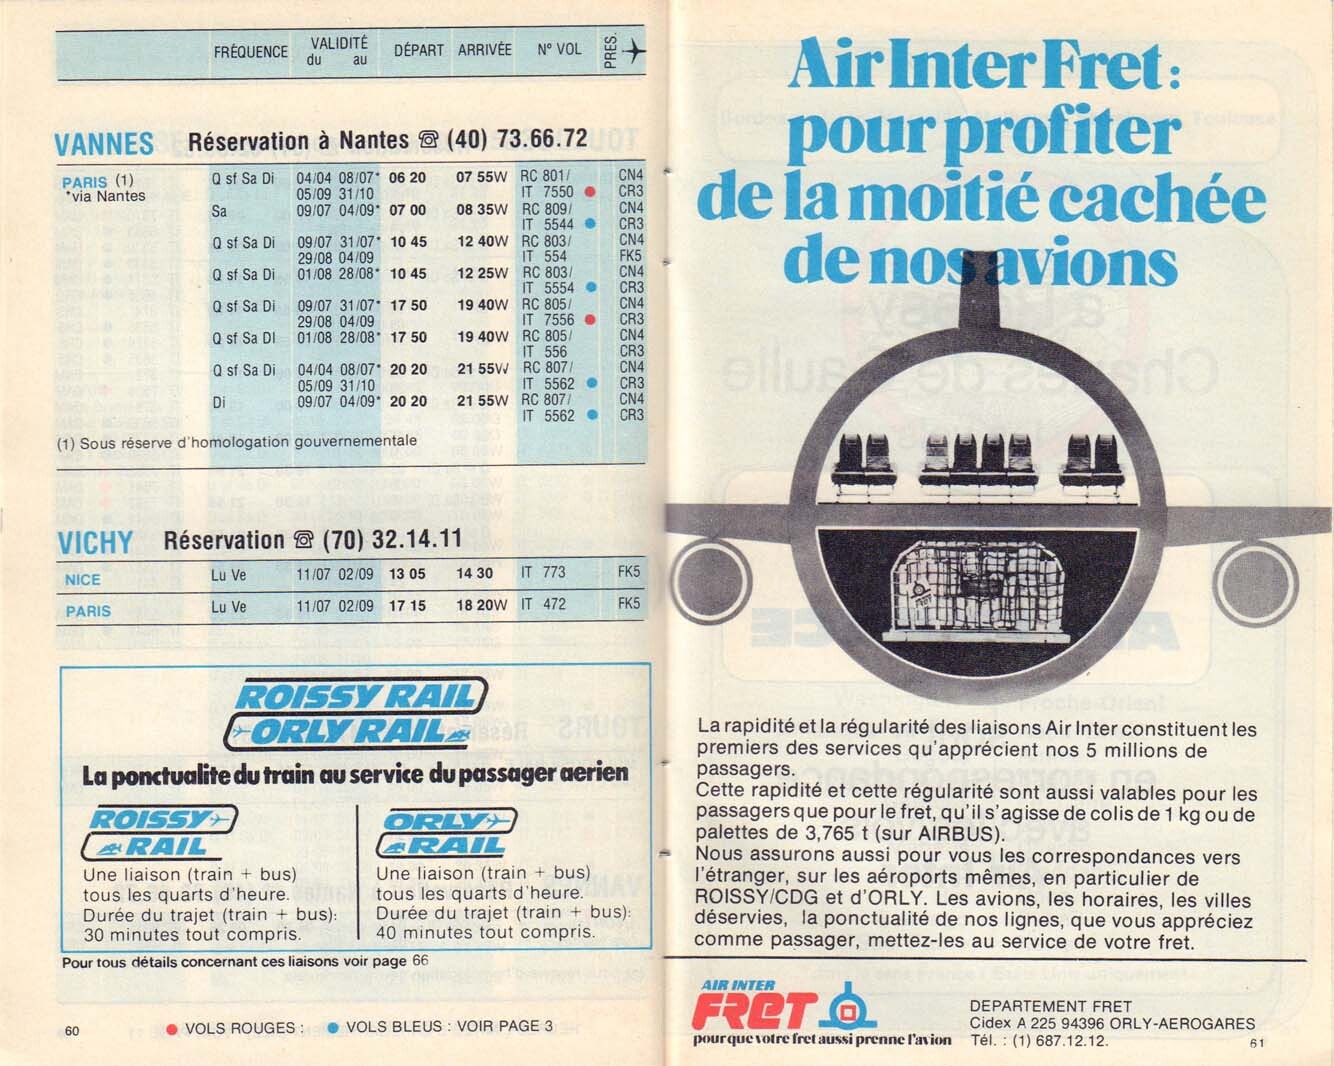 FRÉQUENCE VALIDITÉ du au DÉPART ARRIVÉE N° VOL PRES.
VANNES Réservation à Nantes ☏ (40) 73.66.72
PARIS (1) Q sf Sa Di 04/04 08/07* 06 20 07 55W RC 801/ CN4
*via Nantes 05/09 31/10 IT 7550 ● CR3
Sa 09/07 04/09* 07 00 08 35W RC 809/ CN4
IT 5544 ● CR3
Q sf Sa Di 09/07 31/07* 10 45 12 40W RC 803/ CN4
29/08 04/09 IT 554 FK5
Q sf Sa Di 01/08 28/08* 10 45 12 25W RC 803/ CN4
IT 5554 ● CR3
Q sf Sa Di 09/07 31/07* 17 50 19 40W RC 805/ CN4
29/08 04/09 IT 7556 ● CR3
Q sf Sa DI 01/08 28/08* 17 50 19 40W RC 805/ CN4
IT 556 CR3
Q sf Sa Di 04/04 08/07* 20 20 21 55W RC 807/ CN4
05/09 31/10 IT 5562 ● CR3
Di 09/07 04/09* 20 20 21 55W RC 807/ CN4
IT 5562 ● CR3
(1) Sous réserve d'homologation gouvernementale
VICHY Réservation ☏ (70) 32.14.11
NICE Lu Ve 11/07 02/09 13 05 14 30 IT 773 FK5
PARIS Lu Ve 11/07 02/09 17 15 18 20W IT 472 FK5
ROISSY RAIL
ORLY RAIL
La ponctualite du train au service du passager aerien
ROISSY
RAIL
Une liaison (train + bus)
tous les quarts d'heure.
Durée du trajet (train + bus):
30 minutes tout compris.
ORLY
RAIL
Une liaison (train + bus)
tous les quarts d'heure.
Durée du trajet (train + bus):
40 minutes tout compris.
Pour tous détails concernant ces liaisons voir page 66
60 ● VOLS ROUGES : ● VOLS BLEUS : VOIR PAGE 3
Air Inter Fret :
pour profiter
de la moitié cachée
de nos avions
FRET
La rapidité et la régularité des liaisons Air Inter constituent les
premiers des services qu'apprécient nos 5 millions de
passagers.
Cette rapidité et cette régularité sont aussi valables pour les
passagers que pour le fret, qu'il s'agisse de colis de 1 kg ou de
palettes de 3,765 t (sur AIRBUS).
Nous assurons aussi pour vous les correspondances vers
l'étranger, sur les aéroports mêmes, en particulier de
ROISSY/CDG et d'ORLY. Les avions, les horaires, les villes
déservies, la ponctualité de nos lignes, que vous appréciez
comme passager, mettez-les au service de votre fret.
AIR INTER
FRET
pour que votre fret aussi prenne l'avion
DEPARTEMENT FRET
Cidex A 225 94396 ORLY-AEROGARES
Tél. : (1) 687.12.12.
61